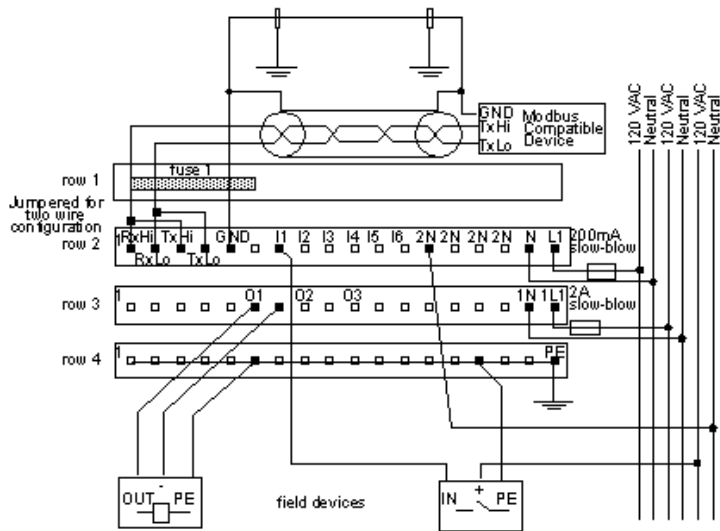 GND
TxHi
TxLo
Modbus
Compatible
Device
120 VAC
Neutral
120 VAC
Neutral
120 VAC
Neutral
row 1
fuse 1
Jumpered for
two wire
configuration
row 2
1
RxHi
TxHi
GND
I1
I2
I3
I4
I5
I6
2N
2N
2N
2N
N
L1
RxLo
TxLo
200mA
slow-blow
row 3
1
O1
O2
O3
1N
1L1
2A
slow-blow
row 4
1
PE
OUT
-
PE
field devices
IN
+
PE